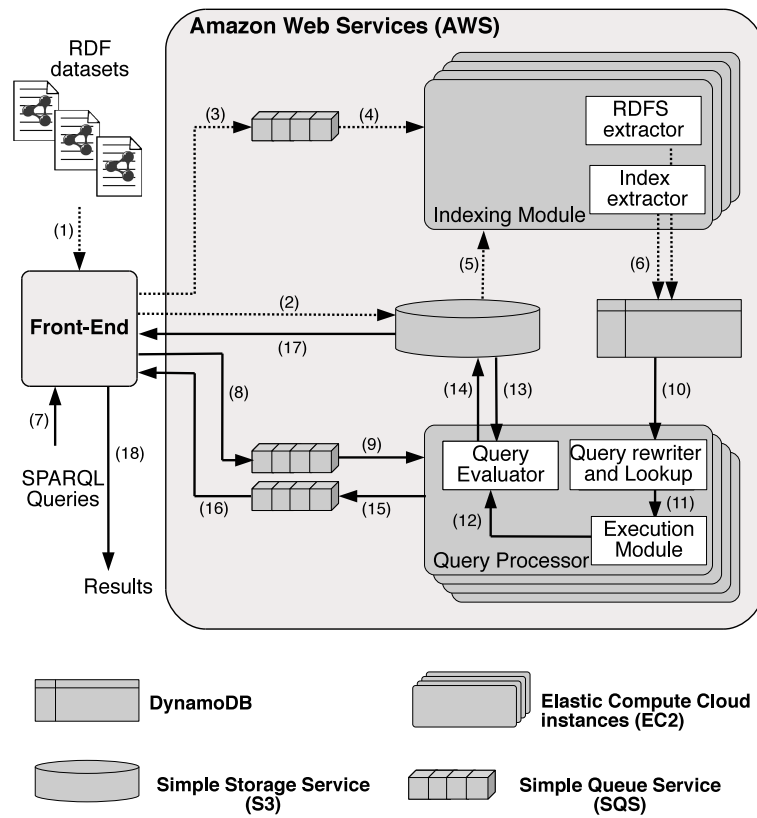 Amazon Web Services (AWS)
RDF
datasets
(3)
(4)
RDFS
extractor
Index
extractor
Indexing Module
(1)
(5)
(6)
(2)
Front-End
(17)
(8)
(14)
(13)
(10)
(7)
(18)
(9)
Query
Evaluator
Query rewriter
and Lookup
SPARQL
Queries
(16)
(15)
(12)
(11)
Execution
Module
Query Processor
Results
DynamoDB
Elastic Compute Cloud
instances (EC2)
Simple Storage Service
(S3)
Simple Queue Service
(SQS)